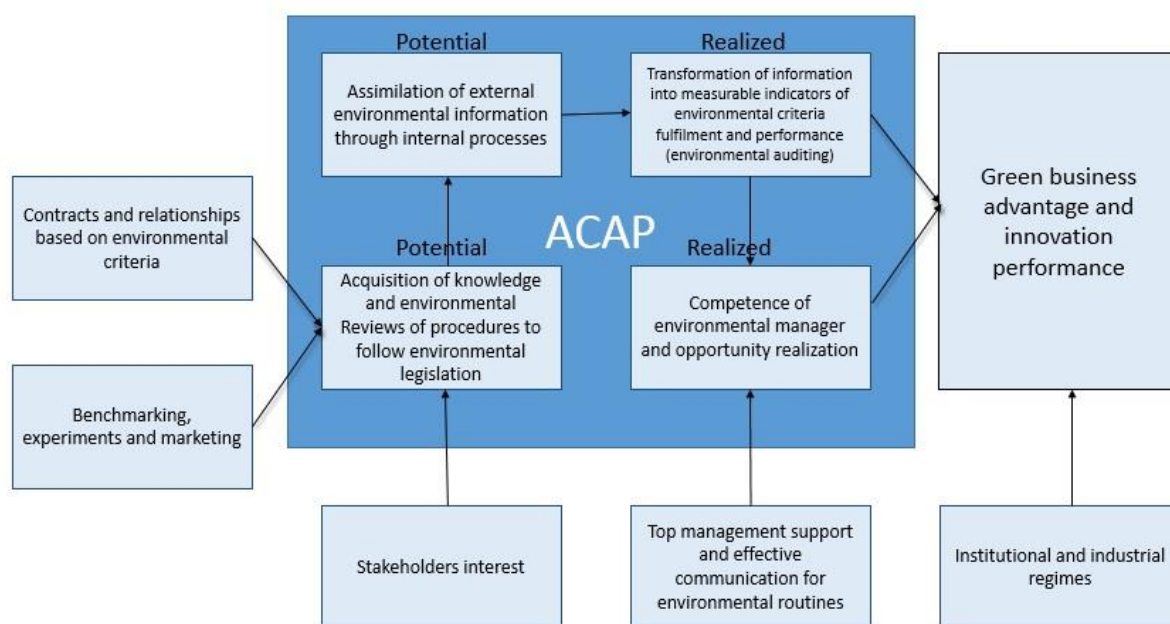 Potential
Assimilation of external
environmental information
through internal processes
Realized
Transformation of information
into measurable indicators of
environmental criteria
fulfilment and performance
(environmental auditing)
Contracts and relationships
based on environmental
criteria
ACAP
Potential
Acquisition of knowledge
and environmental
Reviews of procedures to
follow environmental
legislation
Realized
Competence of
environmental manager
and opportunity realization
Green business
advantage and
innovation
performance
Benchmarking,
experiments and marketing
Stakeholders interest
Top management support
and effective
communication for
environmental routines
Institutional and industrial
regimes